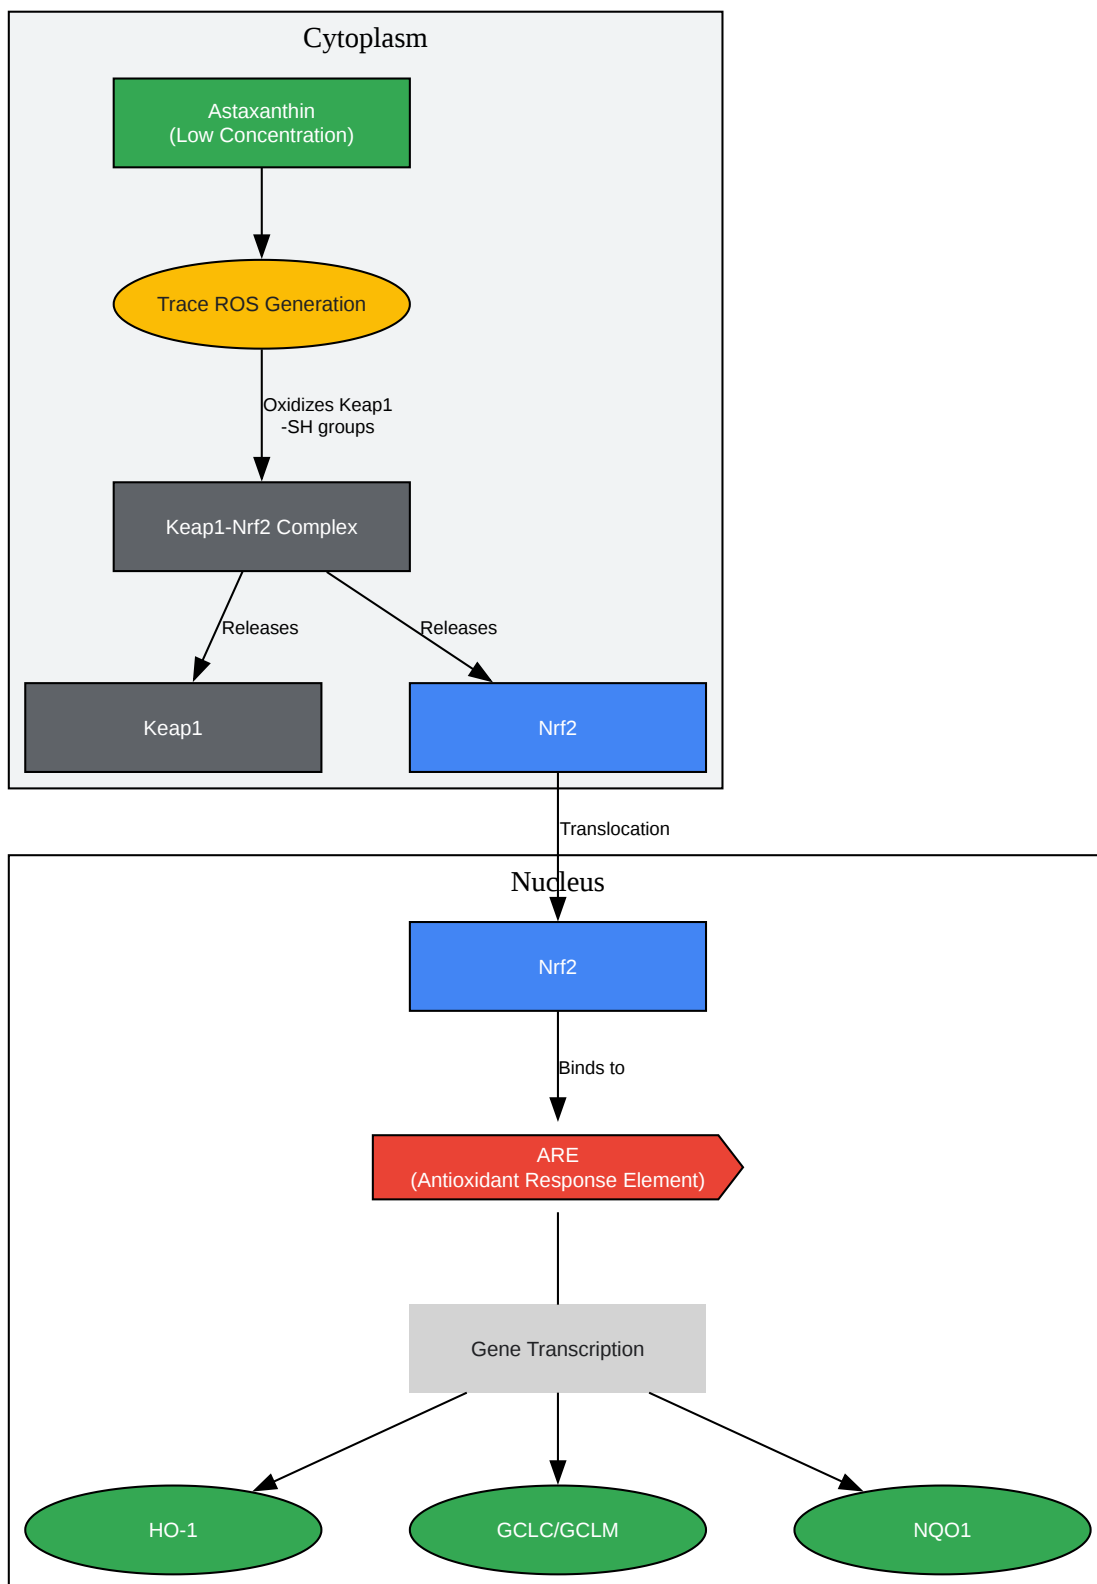 Cytoplasm
Astaxanthin
(Low Concentration)
Trace ROS Generation
Oxidizes Keap1
-SH groups
Keap1-Nrf2 Complex
Releases
Releases
Keap1
Nrf2
Translocation
Nucleus
Nrf2
Binds to
ARE
(Antioxidant Response Element)
Gene Transcription
HO-1
GCLC/GCLM
NQO1